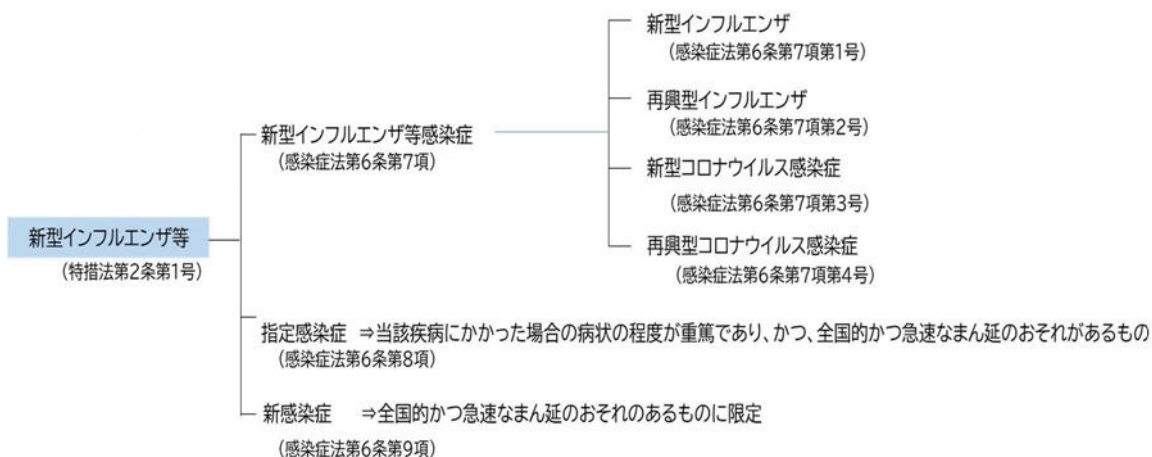 新型インフルエンザ
(感染症法第6条第7項第1号)
再興型インフルエンザ
(感染症法第6条第7項第2号)
新型インフルエンザ等感染症
(感染症法第6条第7項)
新型コロナウイルス感染症
(感染症法第6条第7項第3号)
再興型コロナウイルス感染症
(感染症法第6条第7項第4号)
新型インフルエンザ等
(特措法第2条第1号)
指定感染症 ⇒当該疾病にかかった場合の病状の程度が重篤であり、かつ、全国的かつ急速なまん延のおそれがあるもの
(感染症法第6条第8項)
新感染症 ⇒全国的かつ急速なまん延のおそれのあるものに限定
(感染症法第6条第9項)